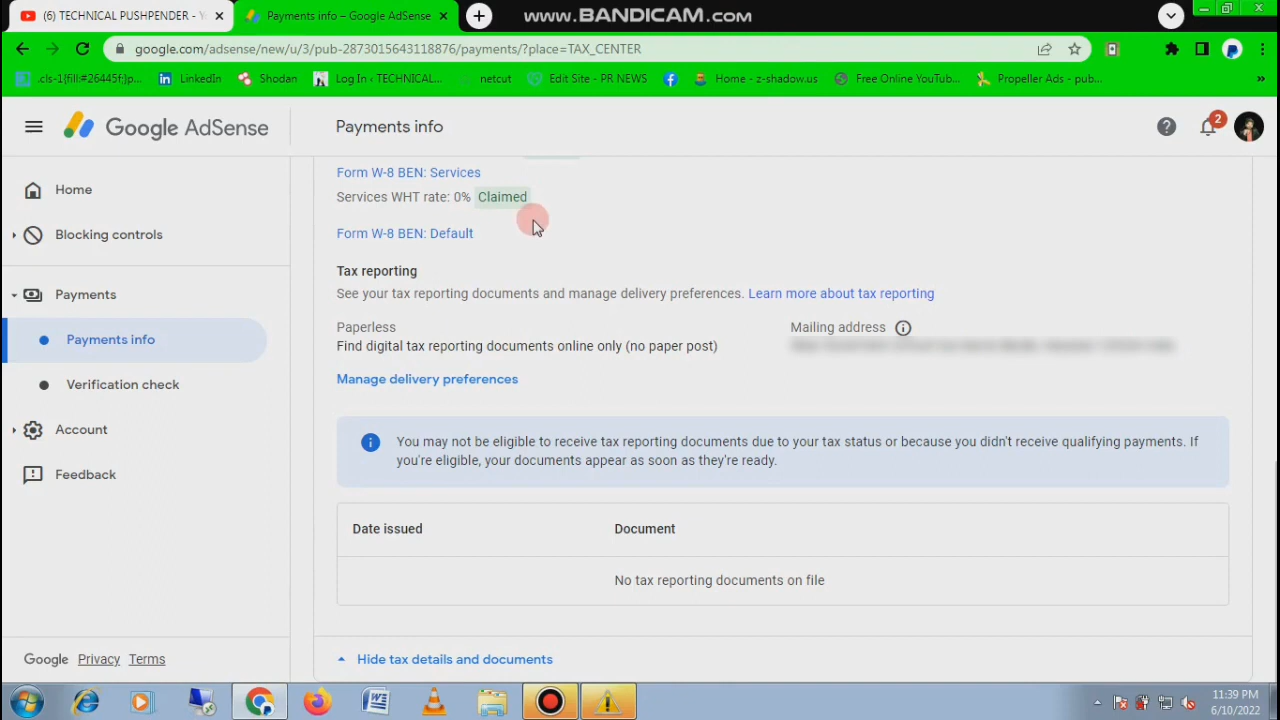 (6) TECHNICAL PUSHPENDER - Y
Payments info – Google AdSense
www.BANDICAM.com
google.com/adsense/new/u/3/pub-2873015643118876/payments/?place=TAX_CENTER
.cls-1{fill:#26445f;}p...
LinkedIn
Shodan
Log In ‹ TECHNICAL...
netcut
Edit Site - PR NEWS
Home - z-shadow.us
Free Online YouTub...
Propeller Ads - pub...
»
Google AdSense
Payments info
2
Home
Blocking controls
Payments
Payments info
Verification check
Account
Feedback
Google Privacy Terms
Form W-8 BEN: Services
Services WHT rate: 0% Claimed
Form W-8 BEN: Default
Tax reporting
See your tax reporting documents and manage delivery preferences. Learn more about tax reporting
Paperless
Find digital tax reporting documents online only (no paper post)
Mailing address
Manage delivery preferences
You may not be eligible to receive tax reporting documents due to your tax status or because you didn't receive qualifying payments. If
you're eligible, your documents appear as soon as they're ready.
Date issued Document
No tax reporting documents on file
Hide tax details and documents
11:39 PM
6/10/2022